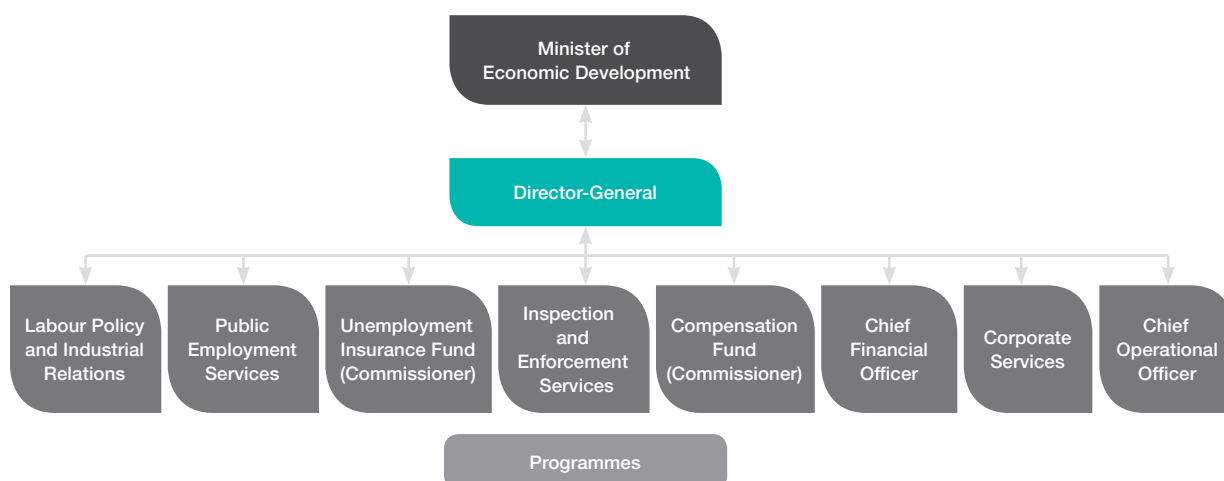 Minister of
Economic Development
Director-General
Labour Policy
and Industrial
Relations
Public
Employment
Services
Unemployment
Insurance Fund
(Commissioner)
Inspection
and
Enforcement
Services
Compensation
Fund
(Commissioner)
Chief
Financial
Officer
Corporate
Services
Chief
Operational
Officer
Programmes